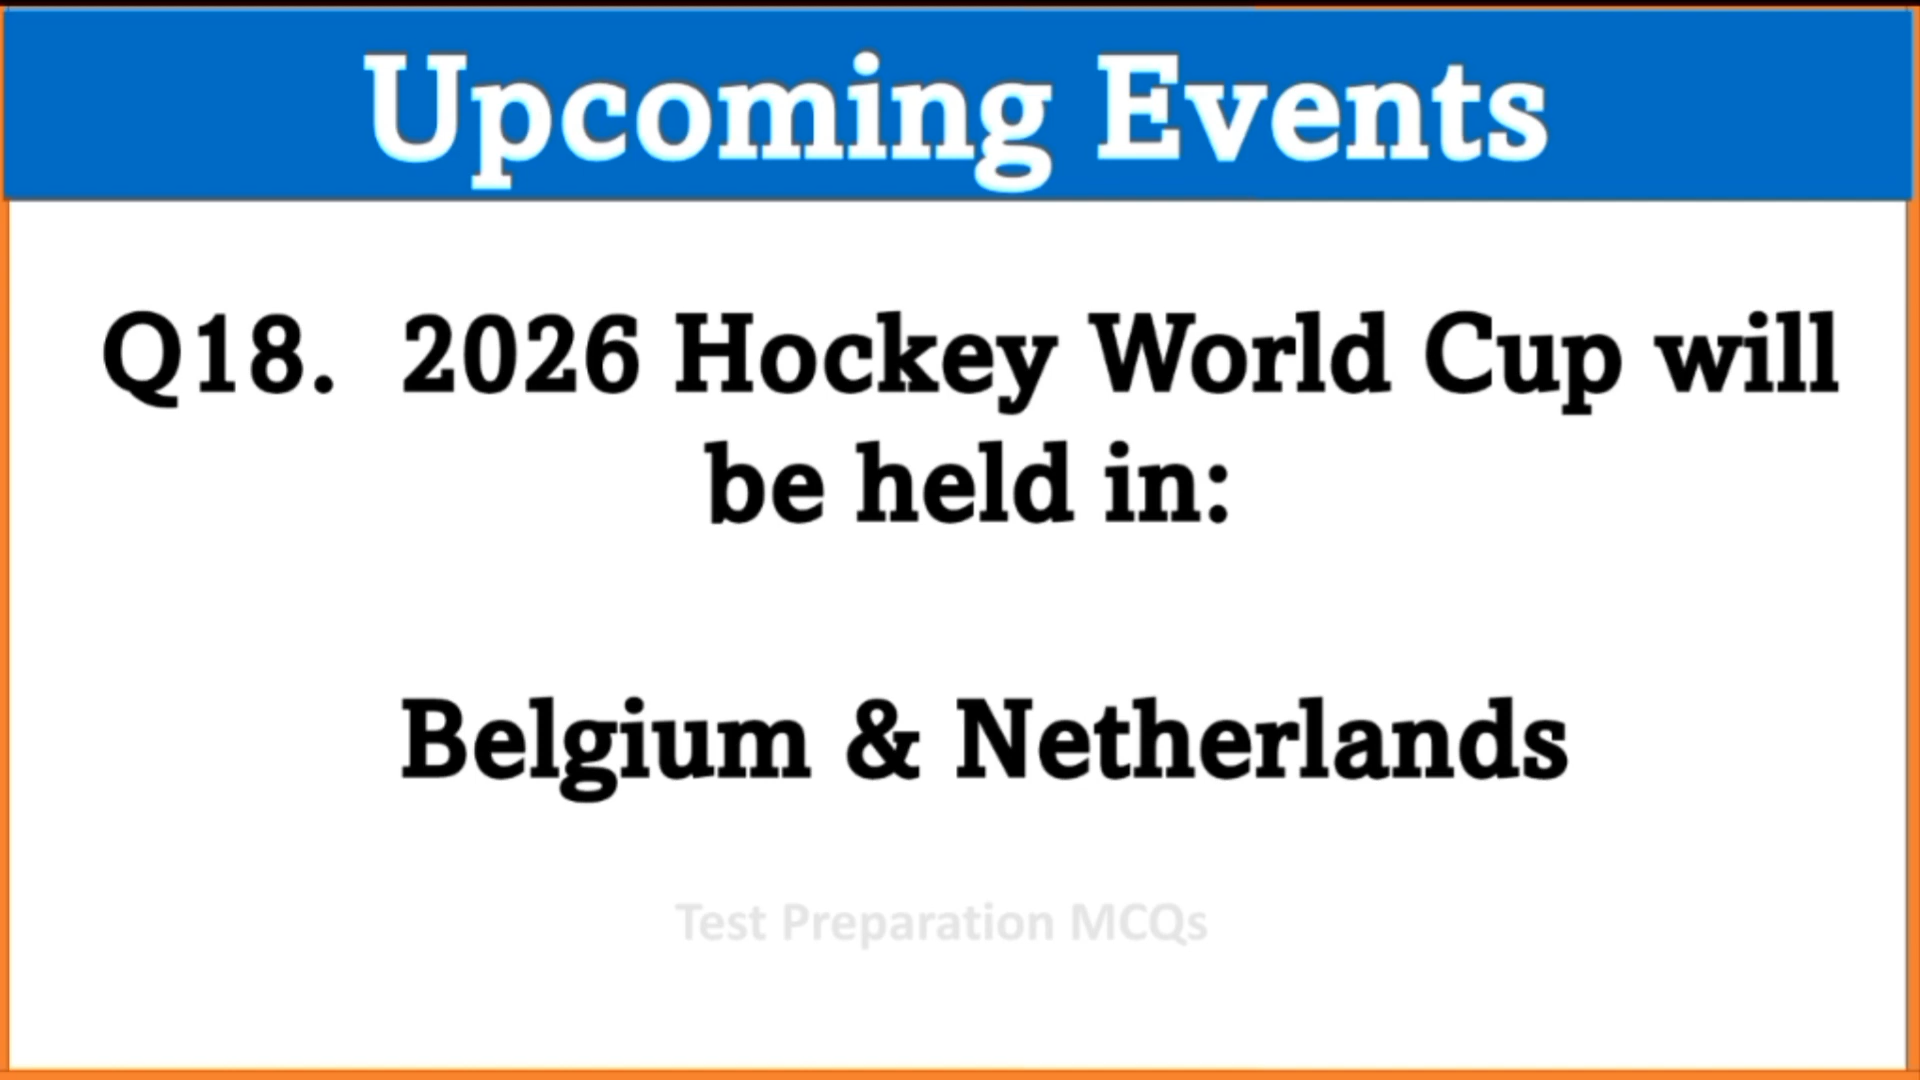 Upcoming Events
Q18. 2026 Hockey World Cup will
be held in:
Belgium & Netherlands
Test Preparation MCQs